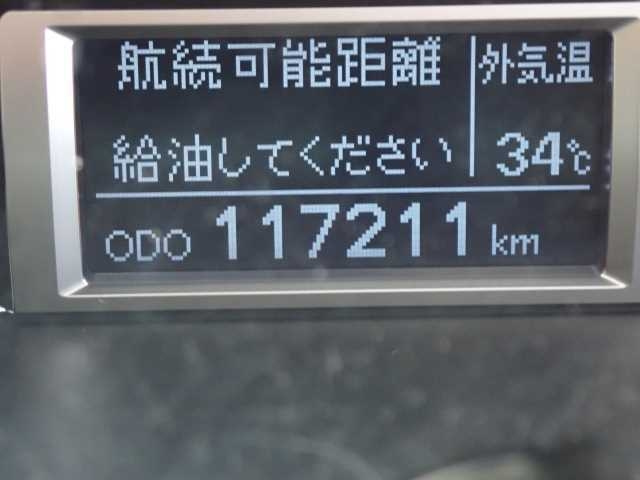 航続可能距離
給油してください
外気温
34℃
ODO 117211 km